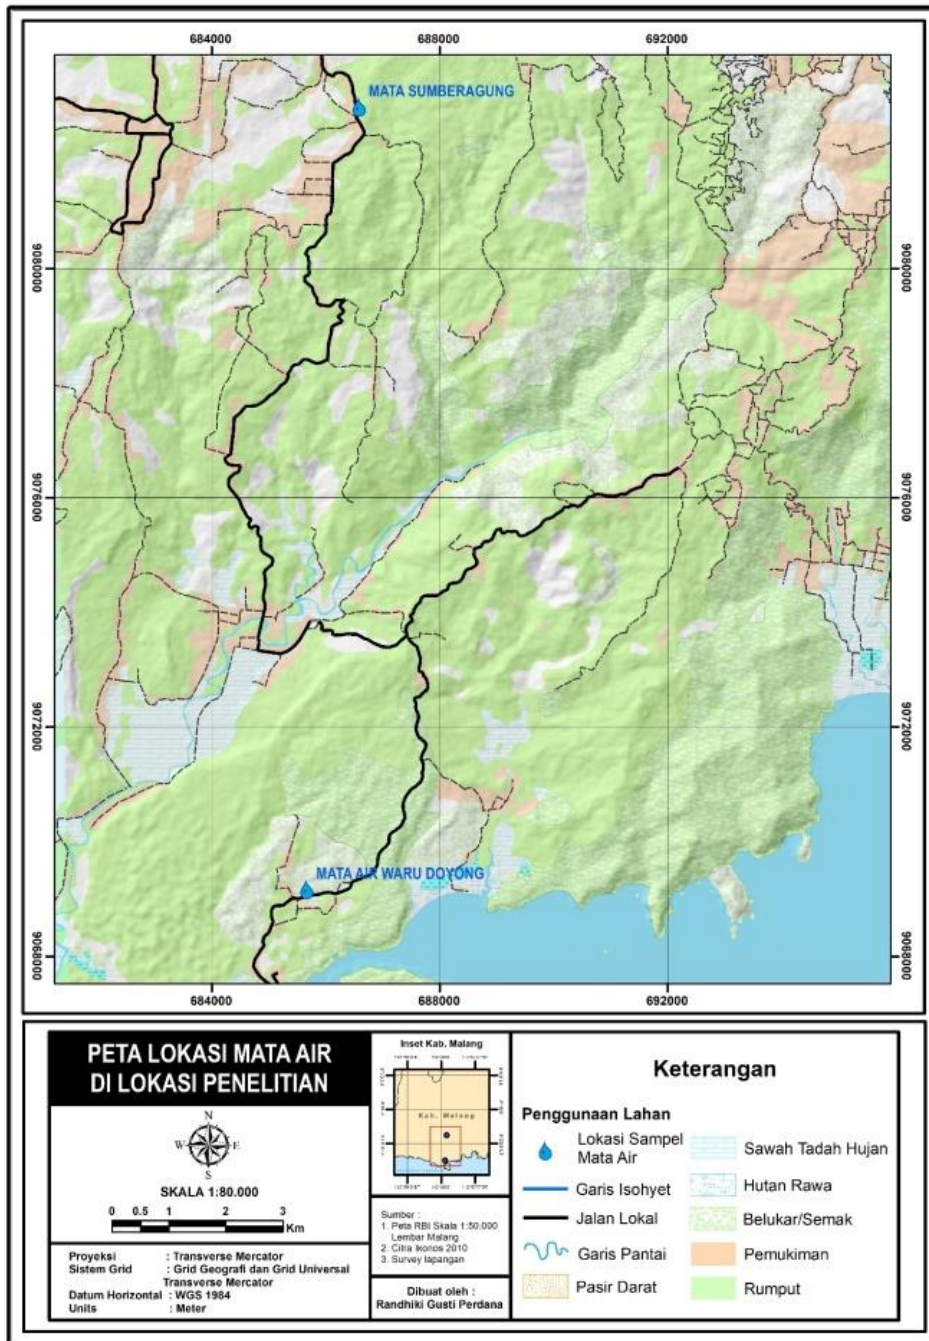 684000 688000 692000
MATA SUMBERAGUNG
9080000 9080000
9076000 9076000
9072000 9072000
MATA AIR WARU DOYONG
9068000 9068000
684000 688000 692000
PETA LOKASI MATA AIR
DI LOKASI PENELITIAN
N
W E
S
SKALA 1:80.000
0 0.5 1 2 3
Km
Proyeksi : Transverse Mercator
Sistem Grid : Grid Geografi dan Grid Universal
Transverse Mercator
Datum Horizontal : WGS 1984
Units : Meter
Inset Kab. Malang
Kab. Malang
Sumber :
1. Peta RBI Skala 1:50.000
Lembar Malang
2. Citra Ikonos 2010
3. Survey lapangan
Dibuat oleh :
Randhiki Gusti Perdana
Keterangan
Penggunaan Lahan
Lokasi Sampel
Mata Air
Garis Isohyet
Jalan Lokal
Garis Pantai
Pasir Darat
Sawah Tadah Hujan
Hutan Rawa
Belukar/Semak
Pemukiman
Rumput